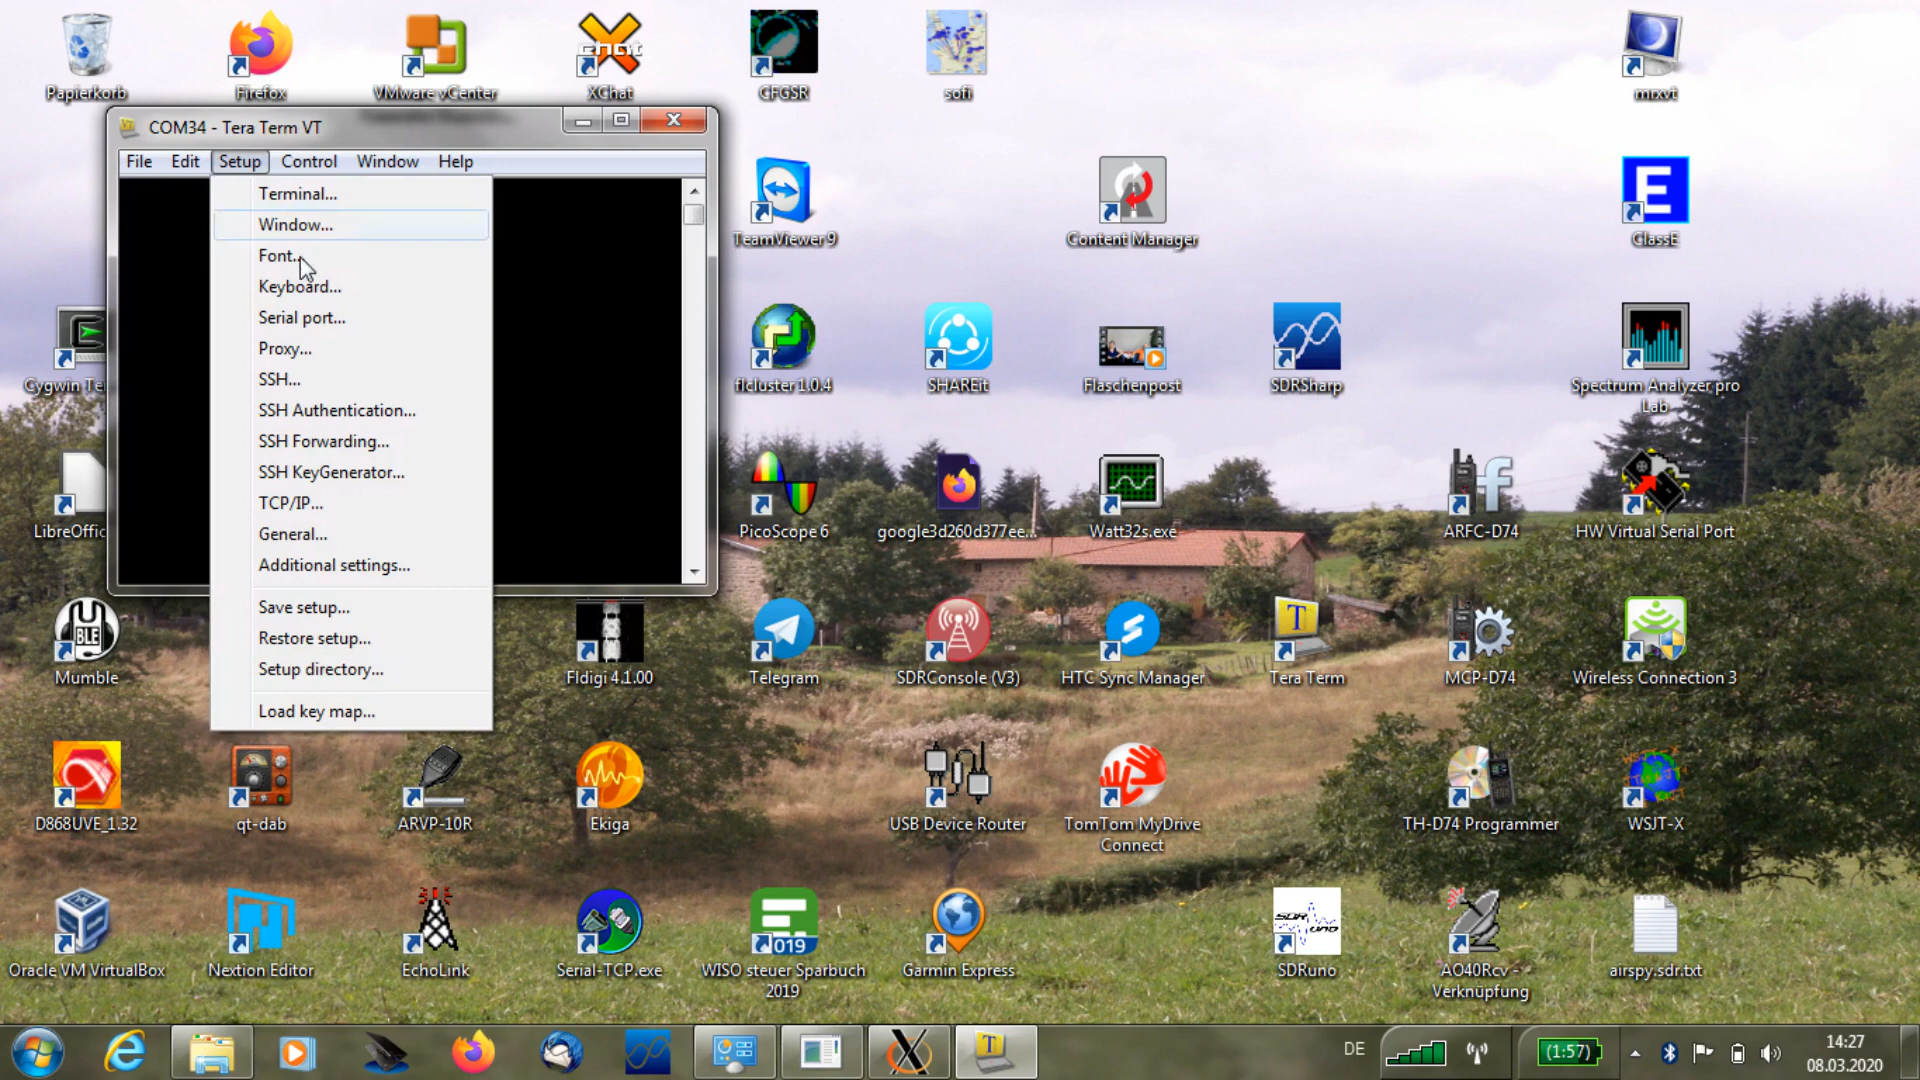 Papierkorb
Firefox
VMware vCenter
XChat
CFGSR
sofi
mrxvt
COM34 - Tera Term VT
File Edit Setup Control Window Help
Terminal...
Window...
Font...
Keyboard...
Serial port...
Proxy...
SSH...
SSH Authentication...
SSH Forwarding...
SSH KeyGenerator...
TCP/IP...
General...
Additional settings...
Save setup...
Restore setup...
Setup directory...
Load key map...
TeamViewer 9
Content Manager
E
ClassE
Cygwin Te
flcluster 1.0.4
SHAREit
Flaschenpost
SDRSharp
Spectrum Analyzer pro
Lab
LibreOffic
PicoScope 6
google3d260d377ee...
Watt32s.exe
ARFC-D74
HW Virtual Serial Port
BLE
Mumble
Fldigi 4.1.00
Telegram
SDRConsole (V3)
HTC Sync Manager
T
Tera Term
MCP-D74
Wireless Connection 3
D868UVE_1.32
qt-dab
ARVP-10R
Ekiga
USB Device Router
TomTom MyDrive
Connect
TH-D74 Programmer
WSJT-X
Oracle VM VirtualBox
Nextion Editor
EchoLink
Serial-TCP.exe
2019
WISO steuer Sparbuch
2019
Garmin Express
SDRuno
AO40Rcv -
Verknüpfung
airspy.sdr.txt
DE
(1:57)
14:27
08.03.2020